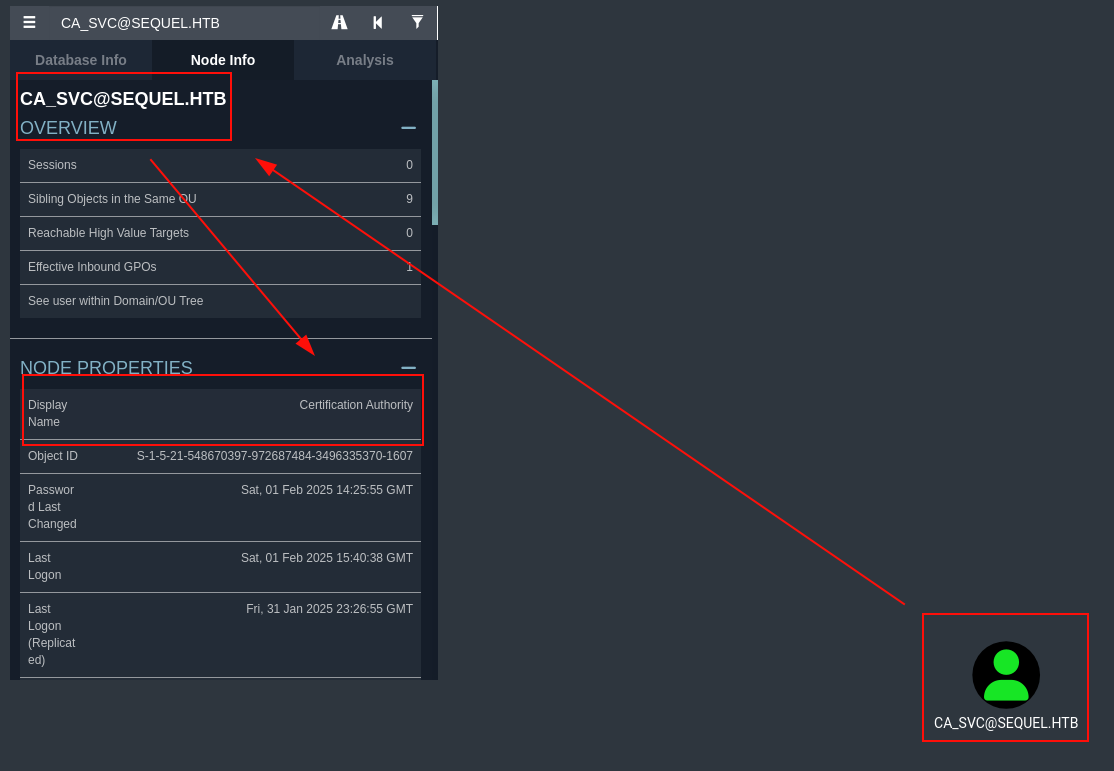 CA_SVC@SEQUEL.HTB
Database Info Node Info Analysis
CA_SVC@SEQUEL.HTB
OVERVIEW
Sessions 0
Sibling Objects in the Same OU 9
Reachable High Value Targets 0
Effective Inbound GPOs 1
See user within Domain/OU Tree
NODE PROPERTIES
Display Certification Authority
Name
Object ID S-1-5-21-548670397-972687484-3496335370-1607
Passwor Sat, 01 Feb 2025 14:25:55 GMT
d Last
Changed
Last Sat, 01 Feb 2025 15:40:38 GMT
Logon
Last Fri, 31 Jan 2025 23:26:55 GMT
Logon
(Replicat
ed)
CA_SVC@SEQUEL.HTB